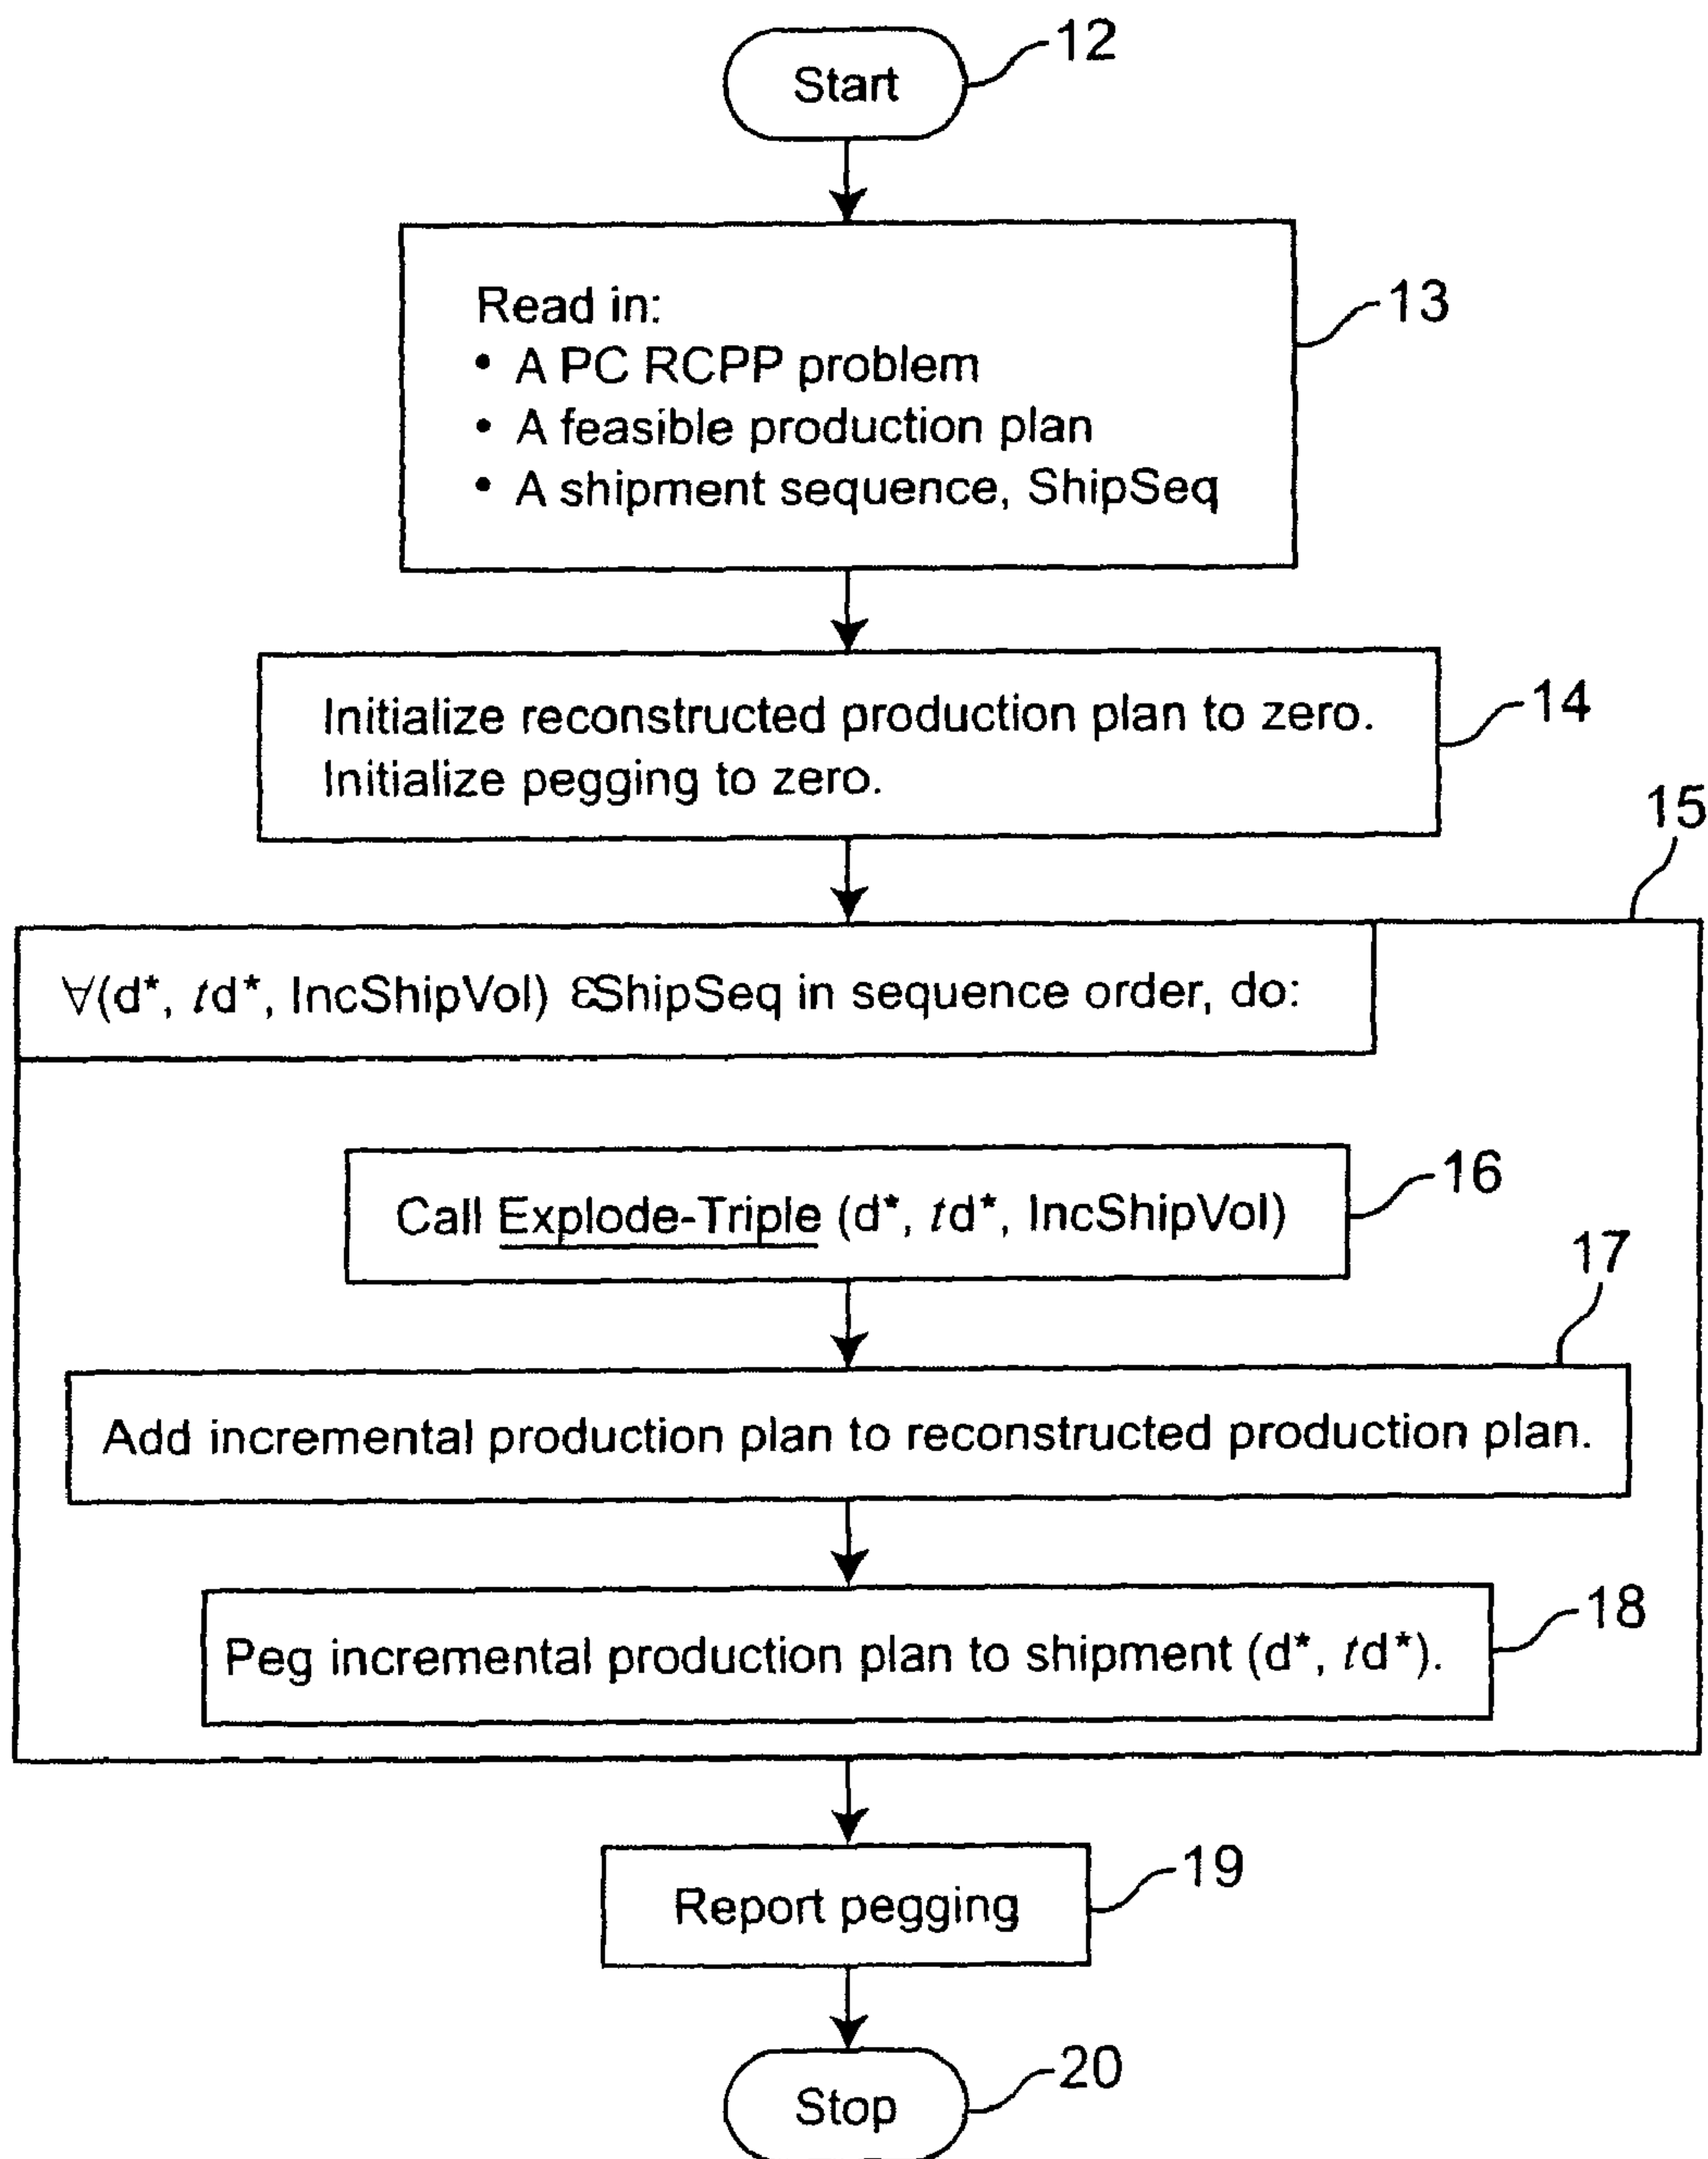 Start
12
Read in:
• A PC RCPP problem
• A feasible production plan
• A shipment sequence, ShipSeq
13
Initialize reconstructed production plan to zero.
Initialize pegging to zero.
14
15
∀(d*, td*, IncShipVol) εShipSeq in sequence order, do:
Call Explode-Triple (d*, td*, IncShipVol)
16
17
Add incremental production plan to reconstructed production plan.
Peg incremental production plan to shipment (d*, td*).
18
Report pegging
19
Stop
20